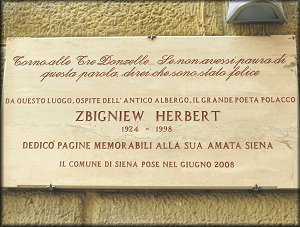 Torno alle Tre Donzelle... Se non avessi paura di
questa parola, direi che sono stato felice
DA QUESTO LUOGO, OSPITE DELL'ANTICO ALBERGO, IL GRANDE POETA POLACCO
ZBIGNIEW HERBERT
1924 - 1998
DEDICO PAGINE MEMORABILI ALLA SUA AMATA SIENA
IL COMUNE DI SIENA POSE NEL GIUGNO 2008